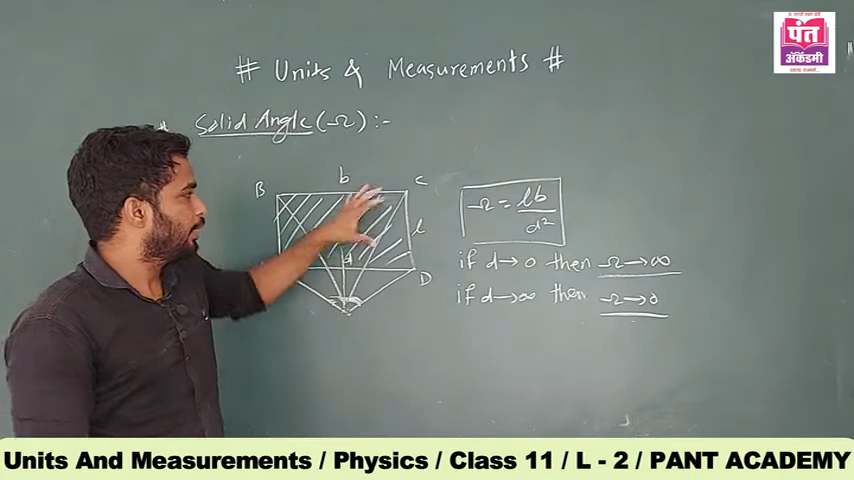 # Units & Measurements #
# Solid Angle (Ω) :-
b
B
C
l
d
D
Ω = lb/d²
if d→0 then Ω→∞
if d→∞ then Ω→0
पंत
अ‍ॅकॅडमी
Units And Measurements / Physics / Class 11 / L - 2 / PANT ACADEMY